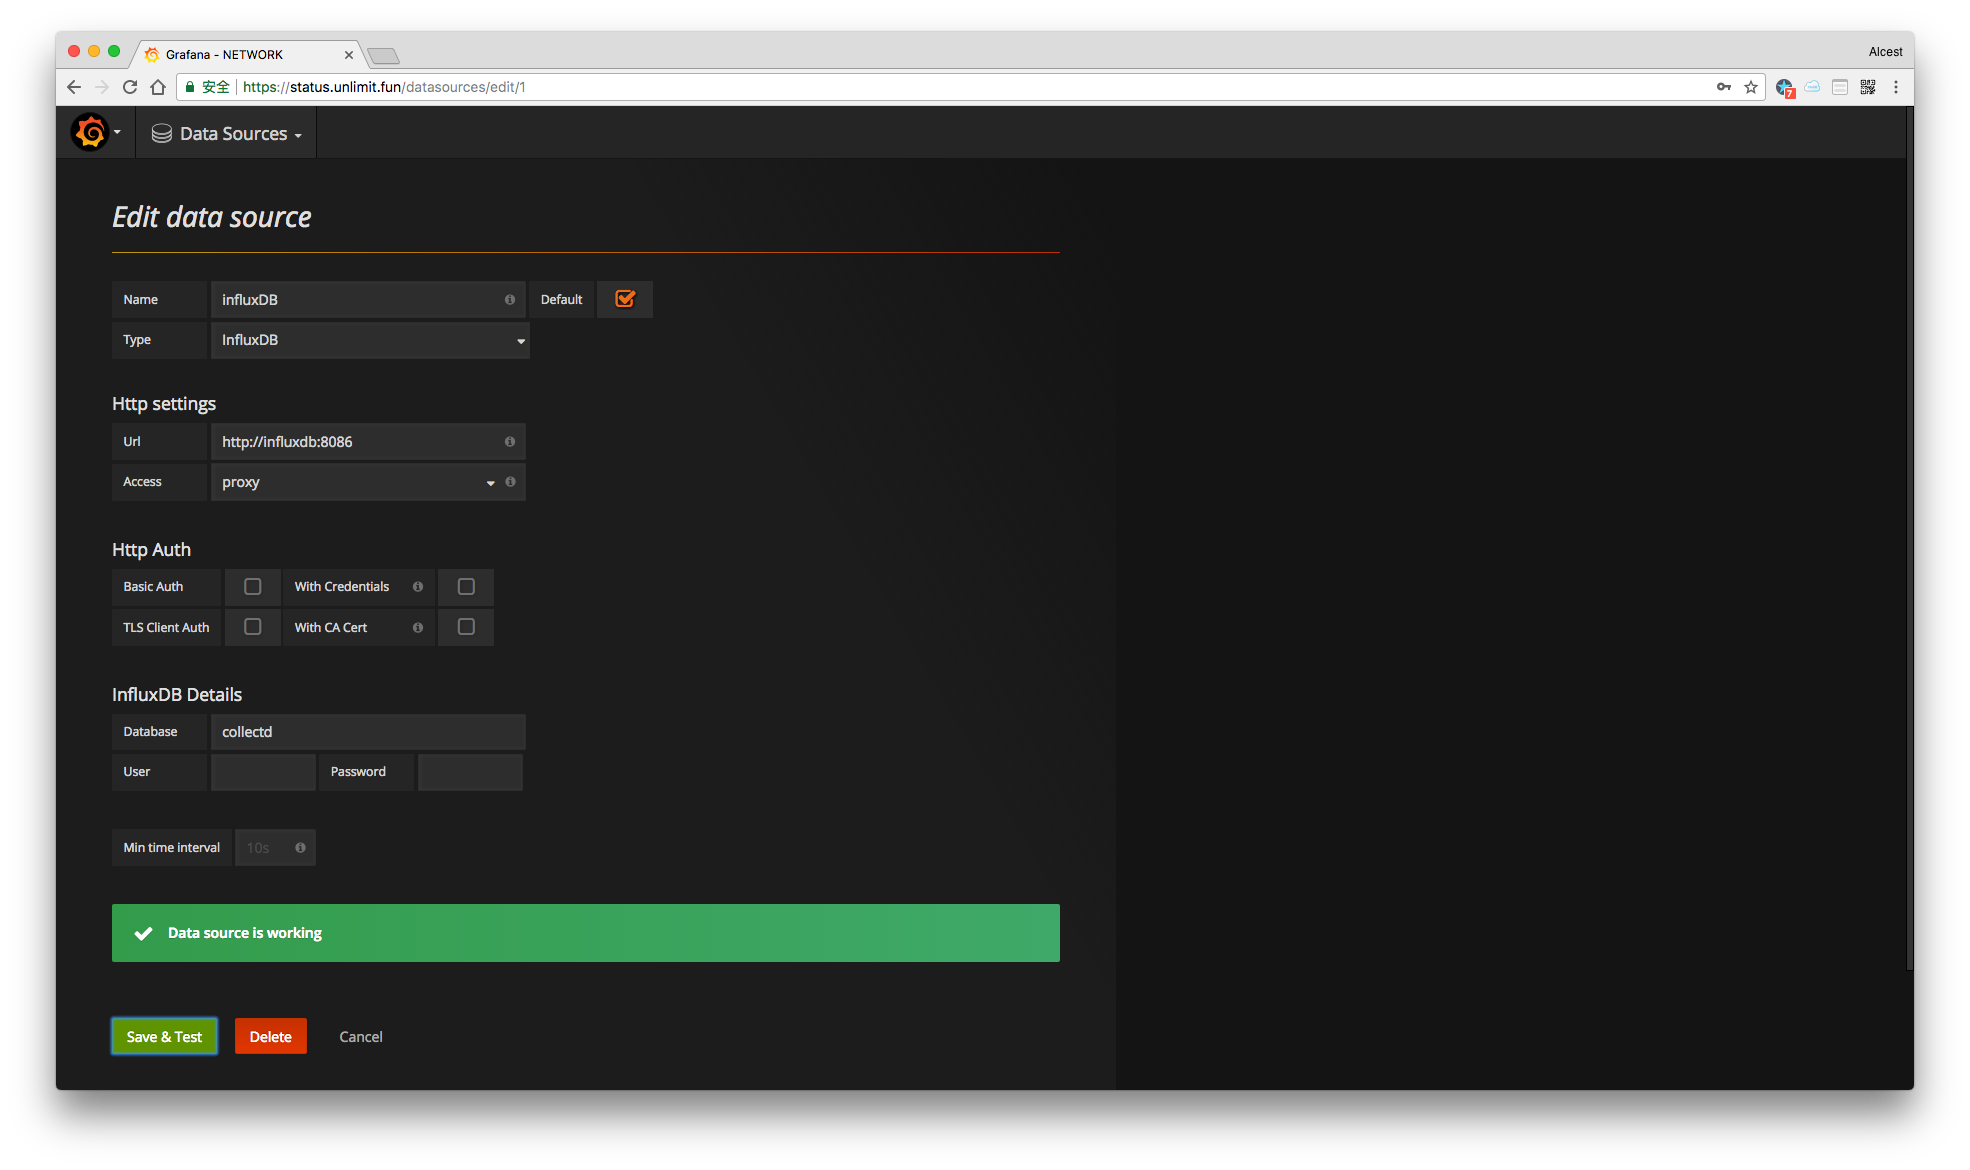 Grafana - NETWORK
Alcest
安全 https://status.unlimit.fun/datasources/edit/1
7
Data Sources
Edit data source
Name influxDB Default
Type InfluxDB
Http settings
Url http://influxdb:8086
Access proxy
Http Auth
Basic Auth With Credentials
TLS Client Auth With CA Cert
InfluxDB Details
Database collectd
User Password
Min time interval 10s
Data source is working
Save & Test Delete Cancel